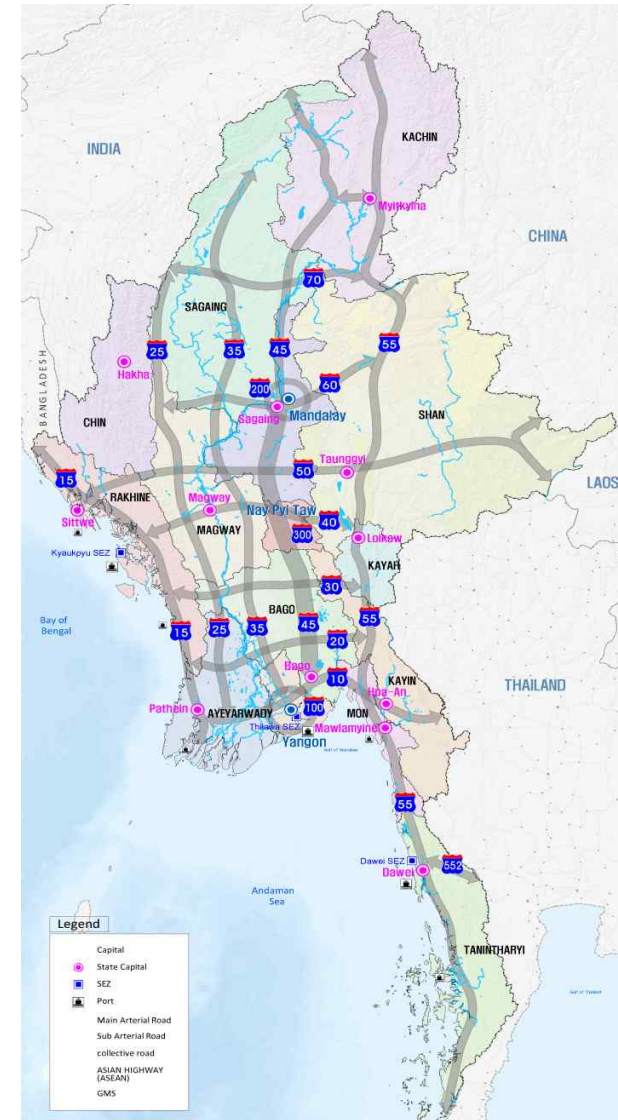 KACHIN
INDIA
Myitkyina
CHINA
70
SAGAING
55
25
35
45
BANGLADESH
Hakha
200
60
Mandalay
Sagaing
SHAN
CHIN
50
Taunggyi
15
LAOS
RAKHINE
Magway
Nay Pyi Taw
Sittwe
40
MAGWAY
300
Loikaw
Kyaukpyu SEZ
KAYAH
30
BAGO
55
Bay of
Bengal
15
25
35
45
20
Bago
10
KAYIN
THAILAND
Hpa-An
Pathein
AYEYARWADY
100
MON
Thilawa SEZ
Mawlamyine
Yangon
55
Dawei SEZ
552
Dawei
Andaman
Sea
TANINTHARYI
Gulf of Thailand
Legend
Capital
State Capital
SEZ
Port
Main Arterial Road
Sub Arterial Road
collective road
ASIAN HIGHWAY
(ASEAN)
GMS